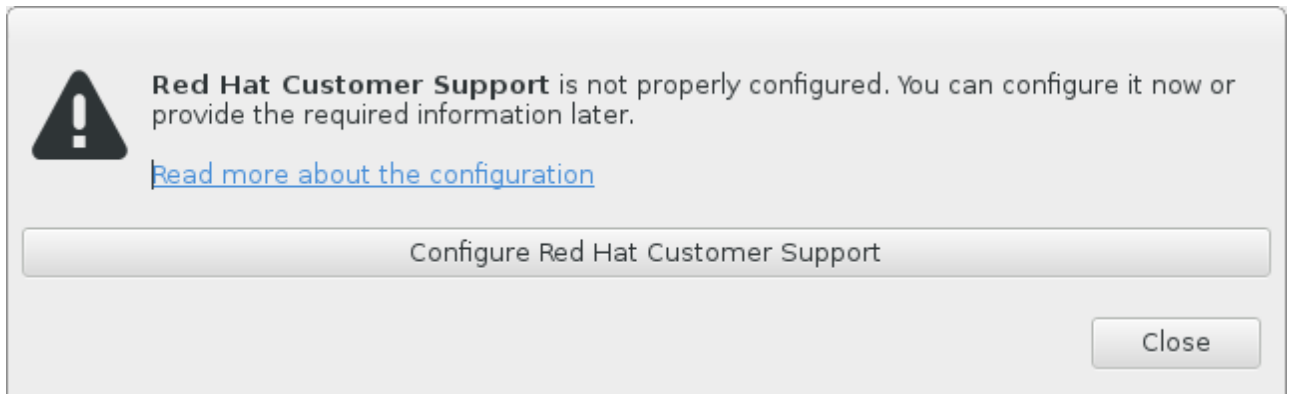 Red Hat Customer Support is not properly configured. You can configure it now or
provide the required information later.
Read more about the configuration
Configure Red Hat Customer Support
Close